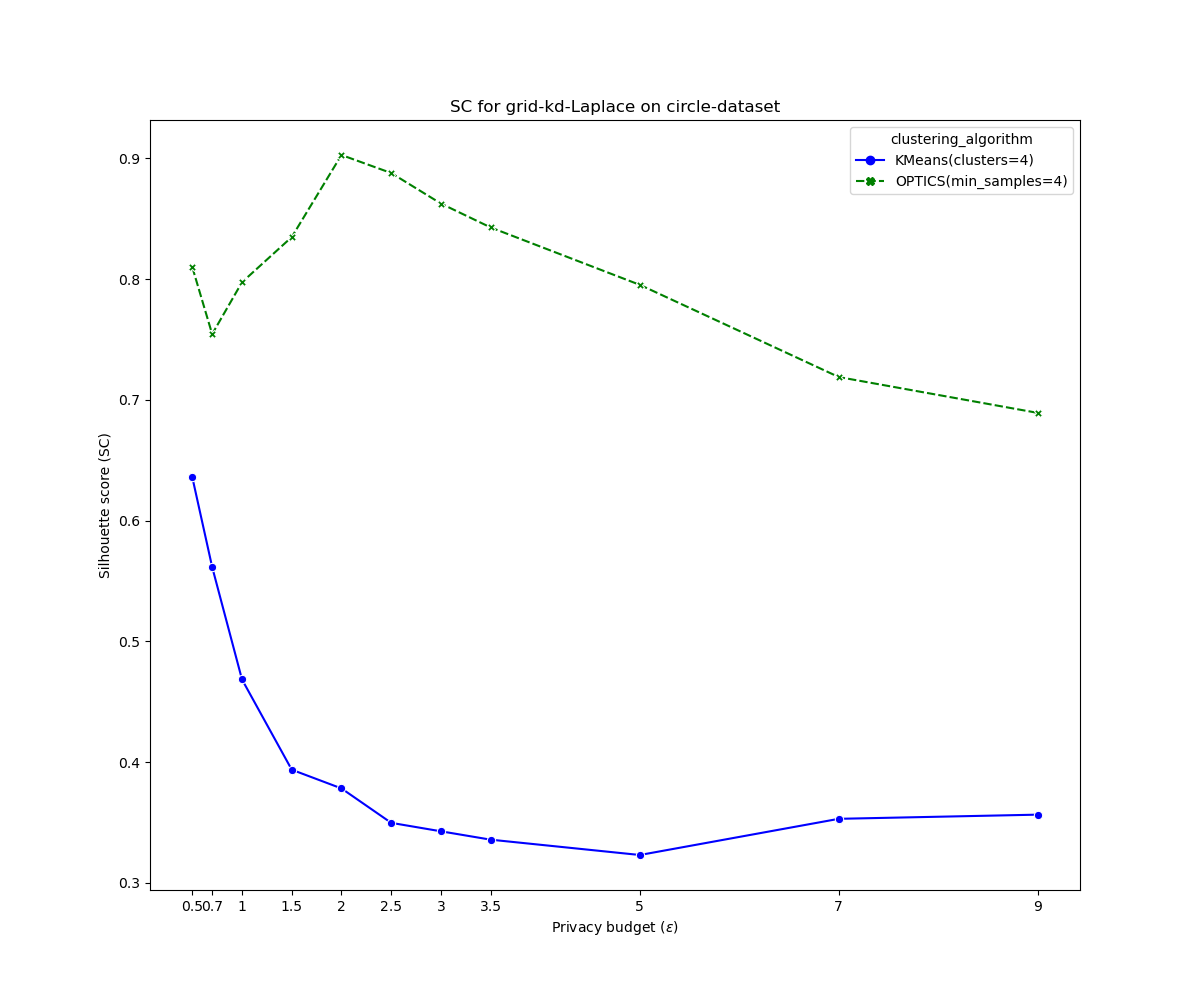 SC for grid-kd-Laplace on circle-dataset
clustering_algorithm
KMeans(clusters=4)
OPTICS(min_samples=4)
Silhouette score (SC)
0.9
0.8
0.7
0.6
0.5
0.4
0.3
0.5 0.7 1 1.5 2 2.5 3 3.5 5 7 9
Privacy budget (ε)